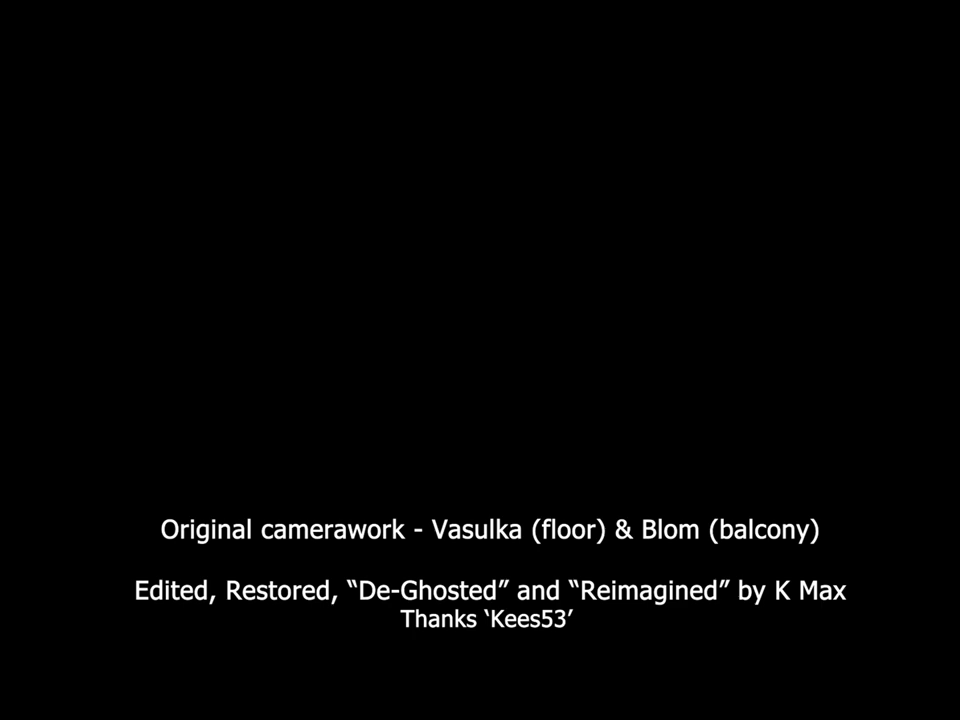 Original camerawork - Vasulka (floor) & Blom (balcony)
Edited, Restored, “De-Ghosted” and “Reimagined” by K Max
Thanks ‘Kees53’